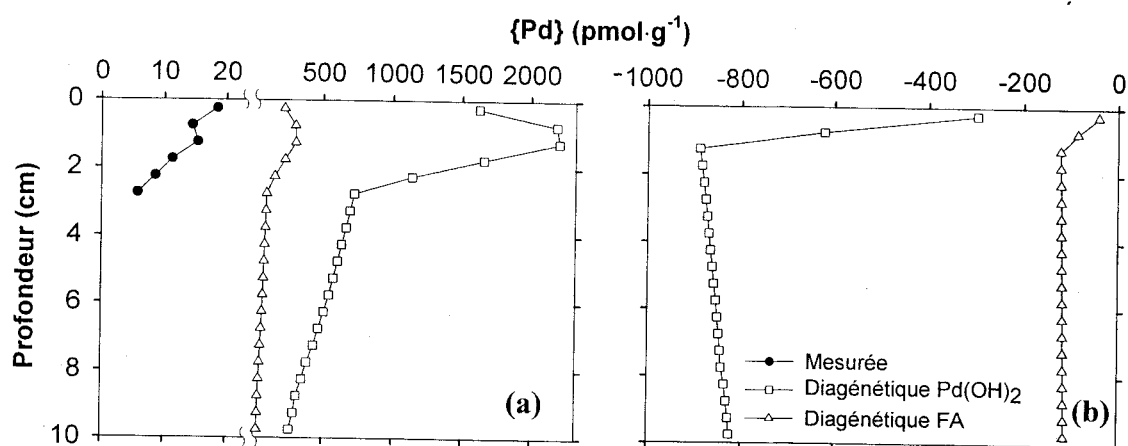 {Pd} (pmol·g⁻¹)
0 10 20 500 1000 1500 2000
-1000 -800 -600 -400 -200 0
Profondeur (cm)
0
2
4
6
8
10
(a)
Mesurée
Diagénétique Pd(OH)₂
Diagénétique FA
(b)